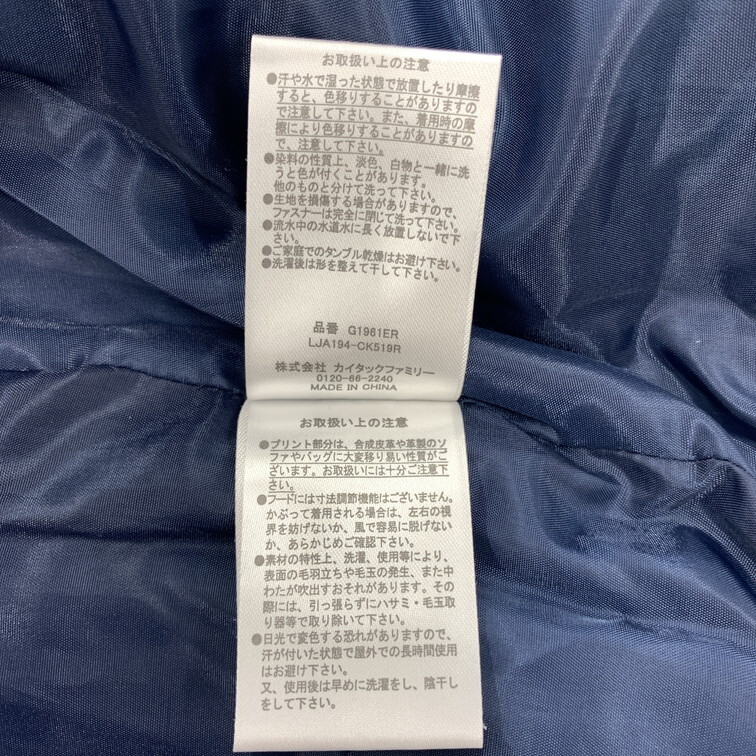 お取扱い上の注意
●汗や水で湿った状態で放置したり摩擦
すると、色移りすることがありますの
で注意して下さい。また、着用時の摩
擦により色移りすることがありますの
で、注意して下さい。
●染料の性質上、淡色、白物と一緒に洗
うと色が付くことがあります。
他のものと分けて洗って下さい。
●生地を損傷する場合がありますので、
ファスナーは完全に閉じて洗って下さい。
●流水中の水道水に長く放置しないで下
さい。
●ご家庭でのタンブル乾燥はお避け下さい。
●洗濯後は形を整えて干して下さい。
品番 G1961ER
LJA194-CK519R
株式会社 カイタックファミリー
0120-66-2240
MADE IN CHINA
お取扱い上の注意
●プリント部分は、合成皮革や革製のソ
ファやバッグに大変移り易い性質がご
ざいます。お取扱いには十分ご注意下
さい。
●フードには寸法調節機能はございません。
かぶって着用される場合は、左右の視
界を妨げないか、風で容易に脱げない
か、あらかじめご確認下さい。
●素材の特性上、洗濯、使用等により、
表面の毛羽立ちや毛玉の発生、また中
わたが吹出すおそれがあります。その
際には、引っ張らずにハサミ・毛玉取
り器等で取り除いて下さい。
●日光で変色する恐れがありますので、
汗が付いた状態で屋外での長時間使用
はお避け下さい。
又、使用後は早めに洗濯をし、陰干し
をして下さい。